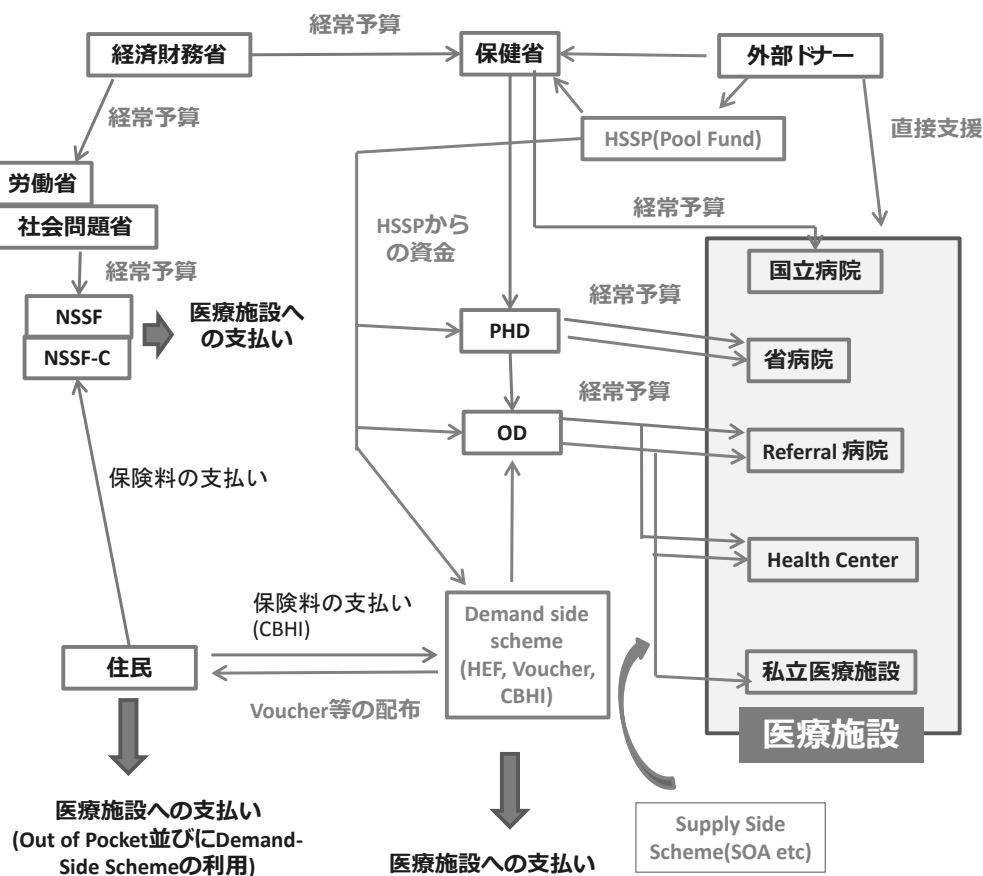 経常予算
経済財務省
保健省
外部ドナー
経常予算
HSSP(Pool Fund)
直接支援
労働省
社会問題省
HSSPから
の資金
経常予算
経常予算
国立病院
NSSF
NSSF-C
医療施設へ
の支払い
PHD
経常予算
省病院
経常予算
OD
Referral 病院
保険料の支払い
Health Center
保険料の支払い
(CBHI)
Demand side
scheme
(HEF, Voucher,
CBHI)
住民
Voucher等の配布
私立医療施設
医療施設
医療施設への支払い
(Out of Pocket並びにDemand-
Side Schemeの利用)
医療施設への支払い
Supply Side
Scheme(SOA etc)